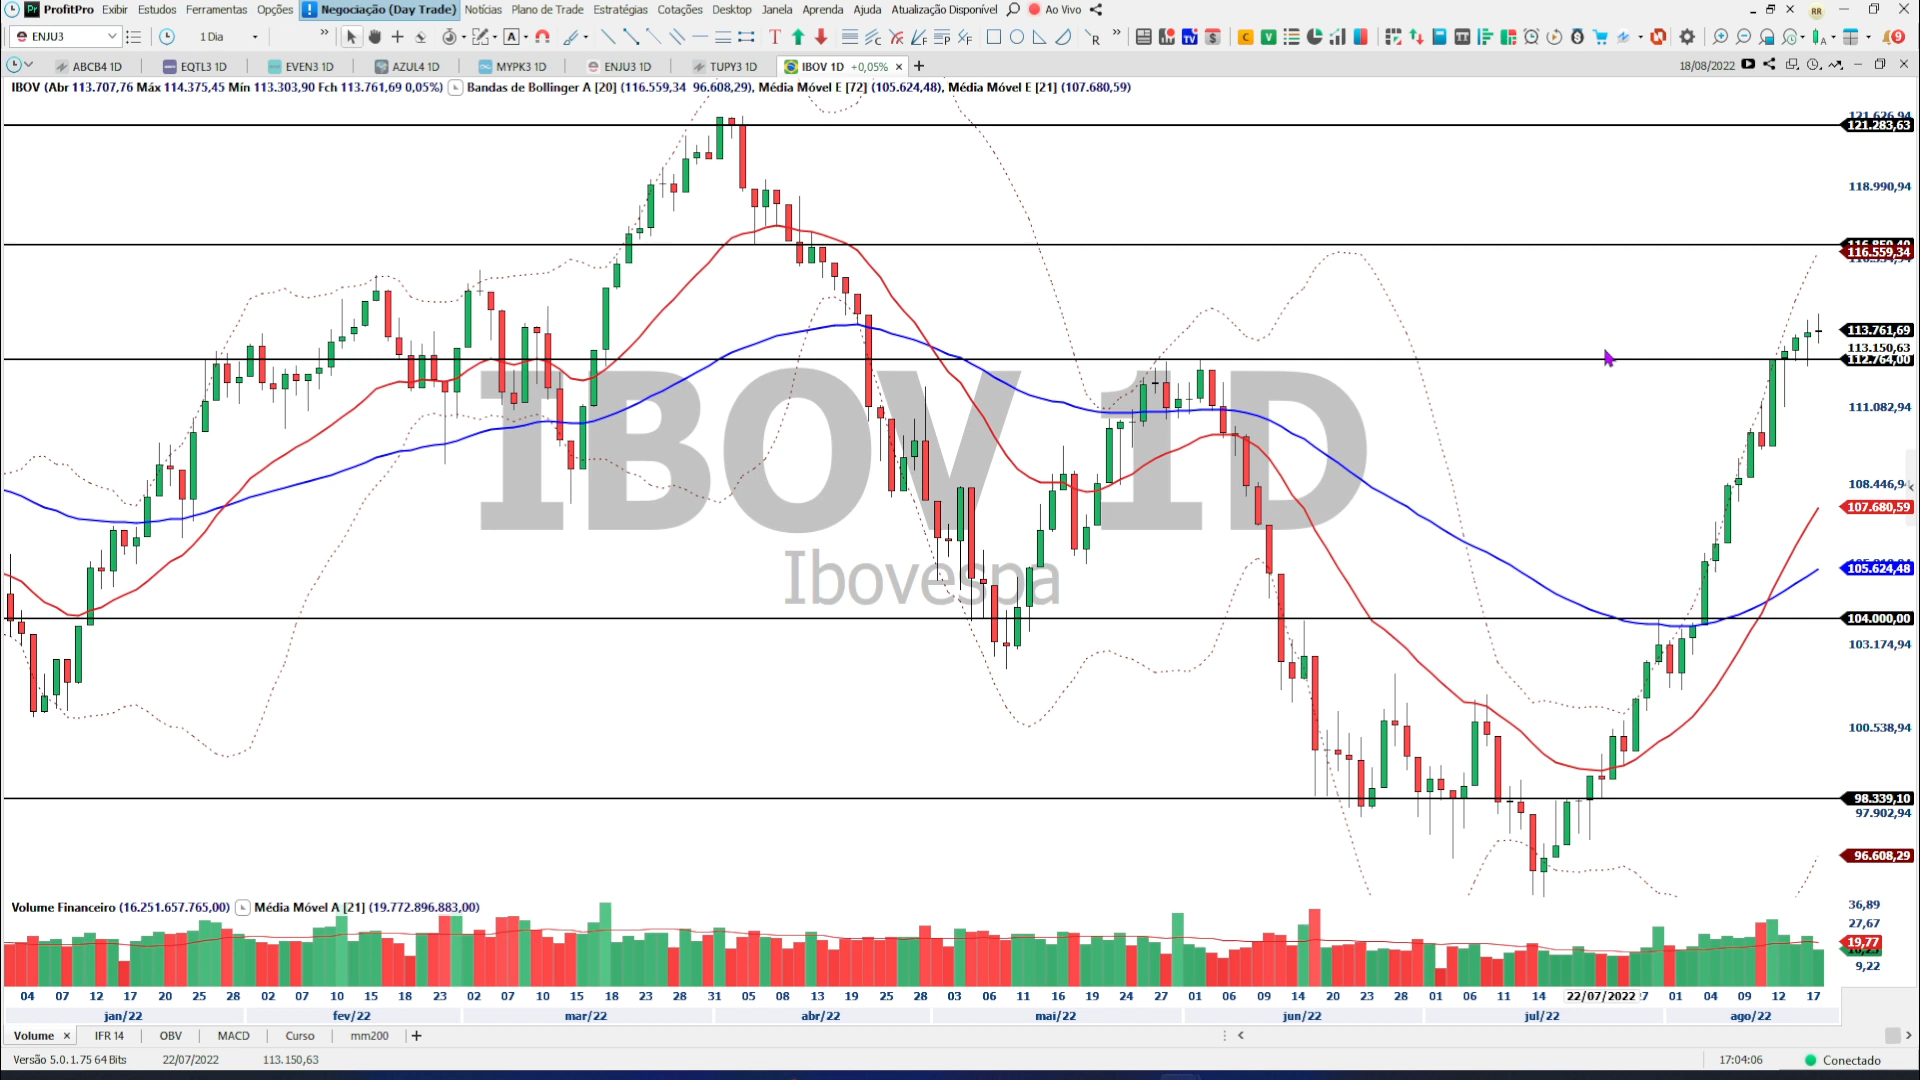 ProfitPro Exibir Estudos Ferramentas Opções Negociação (Day Trade) Notícias Plano de Trade Estratégias Cotações Desktop Janela Aprenda Ajuda Atualização Disponível Ao Vivo RR
ENJU3 1 Dia
ABCB4 1D EQTL3 1D EVEN3 1D AZUL4 1D MYPK3 1D ENJU3 1D TUPY3 1D IBOV 1D +0,05% 18/08/2022
IBOV (Abr 113.707,76 Máx 114.375,45 Mín 113.303,90 Fch 113.761,69 0,05%) Bandas de Bollinger A [20] (116.559,34 96.608,29), Média Móvel E [72] (105.624,48), Média Móvel E [21] (107.680,59)
121.626,94
121.283,63
118.990,94
116.559,34
113.761,69
113.150,63
112.764,00
111.082,94
108.446,94
107.680,59
105.624,48
104.000,00
103.174,94
100.538,94
98.339,10
97.902,94
96.608,29
IBOV 1D
Ibovespa
Volume Financeiro (16.251.657.765,00) Média Móvel A [21] (19.772.896.883,00)
36,89
27,67
19,77
9,22
04 07 12 17 20 25 28 02 07 10 15 18 23 02 07 10 15 18 23 28 31 05 08 13 19 25 28 03 06 11 16 19 24 27 01 06 09 14 20 23 28 01 06 11 14 22/07/2022 01 04 09 12 17
jan/22 fev/22 mar/22 abr/22 mai/22 jun/22 jul/22 ago/22
Volume IFR 14 OBV MACD Curso mm200
Versão 5.0.1.75 64 Bits 22/07/2022 113.150,63 17:04:06 Conectado